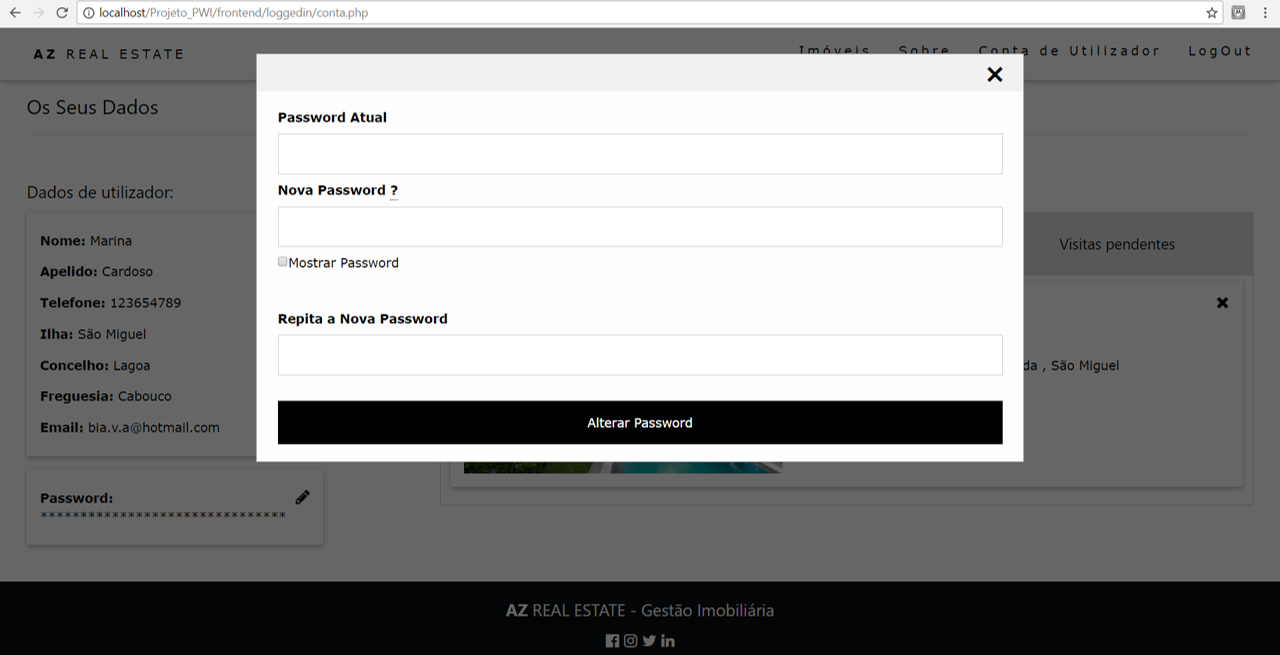 localhost/Projeto_PWI/frontend/loggedin/conta.php
AZ REAL ESTATE
Imóveis Sobre Conta de Utilizador LogOut
Os Seus Dados
Dados de utilizador:
Nome: Marina
Apelido: Cardoso
Telefone: 123654789
Ilha: São Miguel
Concelho: Lagoa
Freguesia: Cabouco
Email: bia.v.a@hotmail.com
Password:
*******************************
Password Atual
Nova Password ?
Mostrar Password
Repita a Nova Password
Alterar Password
Visitas pendentes
, São Miguel
AZ REAL ESTATE - Gestão Imobiliária